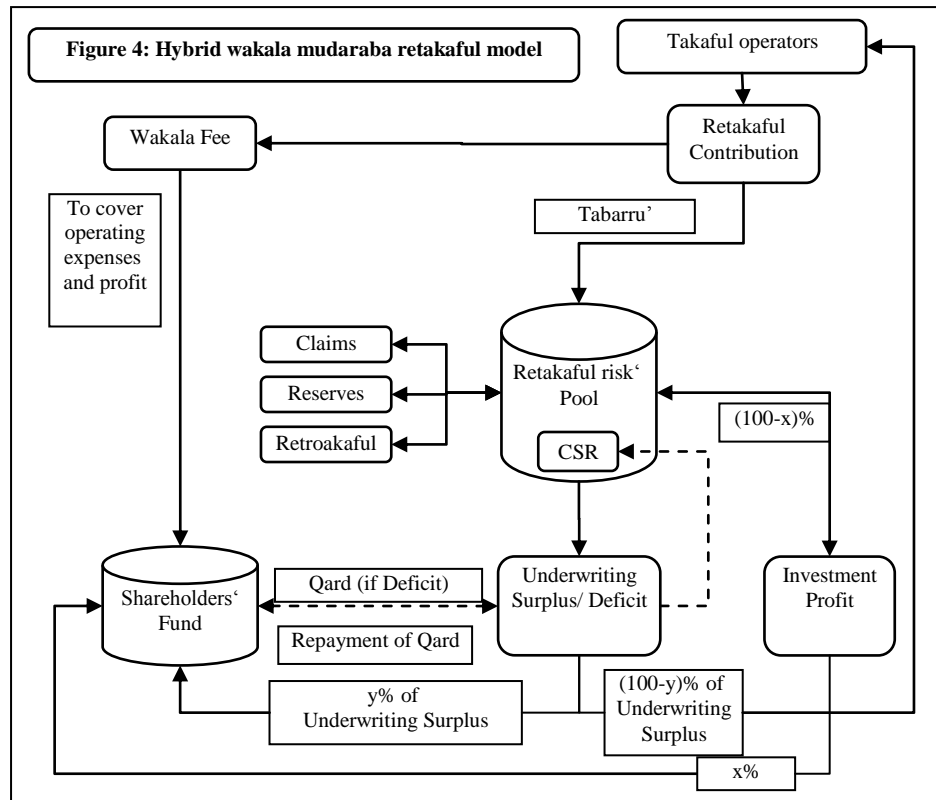 Figure 4: Hybrid wakala mudaraba retakaful model
Takaful operators
Wakala Fee
Retakaful
Contribution
To cover
operating
expenses
and profit
Tabarru’
Claims
Reserves
Retroakaful
Retakaful risk‘
Pool
CSR
(100-x)%
Shareholders‘
Fund
Qard (if Deficit)
Repayment of Qard
Underwriting
Surplus/ Deficit
Investment
Profit
y% of
Underwriting Surplus
(100-y)% of
Underwriting
Surplus
x%